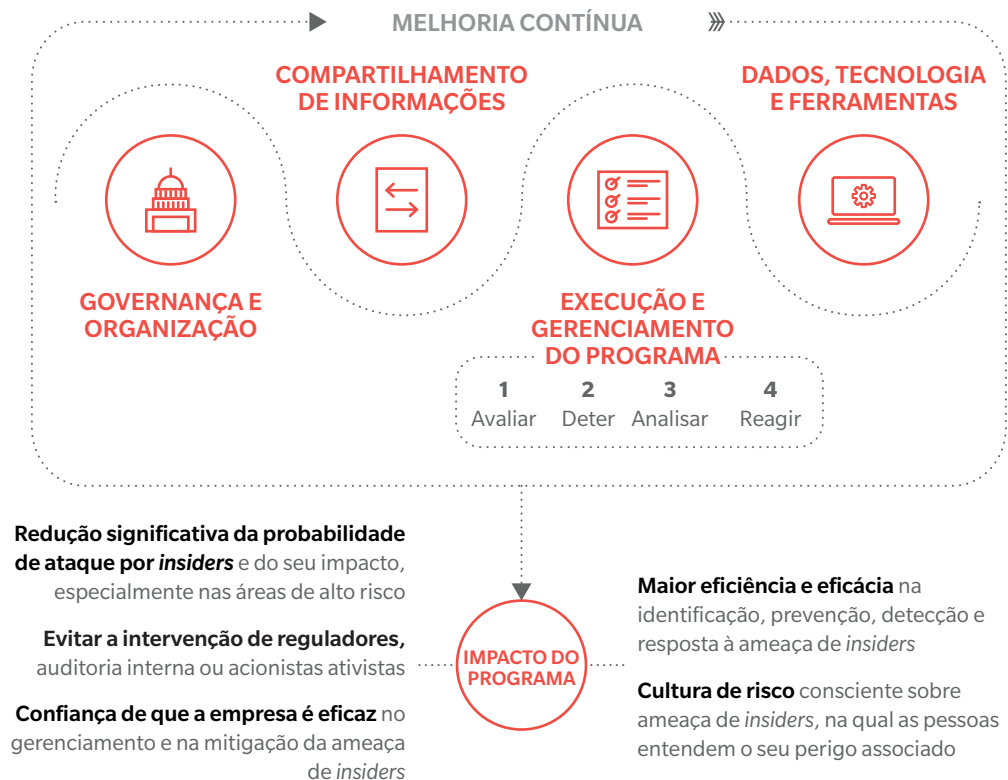 MELHORIA CONTÍNUA
COMPARTILHAMENTO
DE INFORMAÇÕES
DADOS, TECNOLOGIA
E FERRAMENTAS
GOVERNANÇA E
ORGANIZAÇÃO
EXECUÇÃO E
GERENCIAMENTO
DO PROGRAMA
1 2 3 4
Avaliar Deter Analisar Reagir
Redução significativa da probabilidade
de ataque por insiders e do seu impacto,
especialmente nas áreas de alto risco
Evitar a intervenção de reguladores,
auditoria interna ou acionistas ativistas
Confiança de que a empresa é eficaz no
gerenciamento e na mitigação da ameaça
de insiders
IMPACTO DO
PROGRAMA
Maior eficiência e eficácia na
identificação, prevenção, detecção e
resposta à ameaça de insiders
Cultura de risco consciente sobre
ameaça de insiders, na qual as pessoas
entendem o seu perigo associado